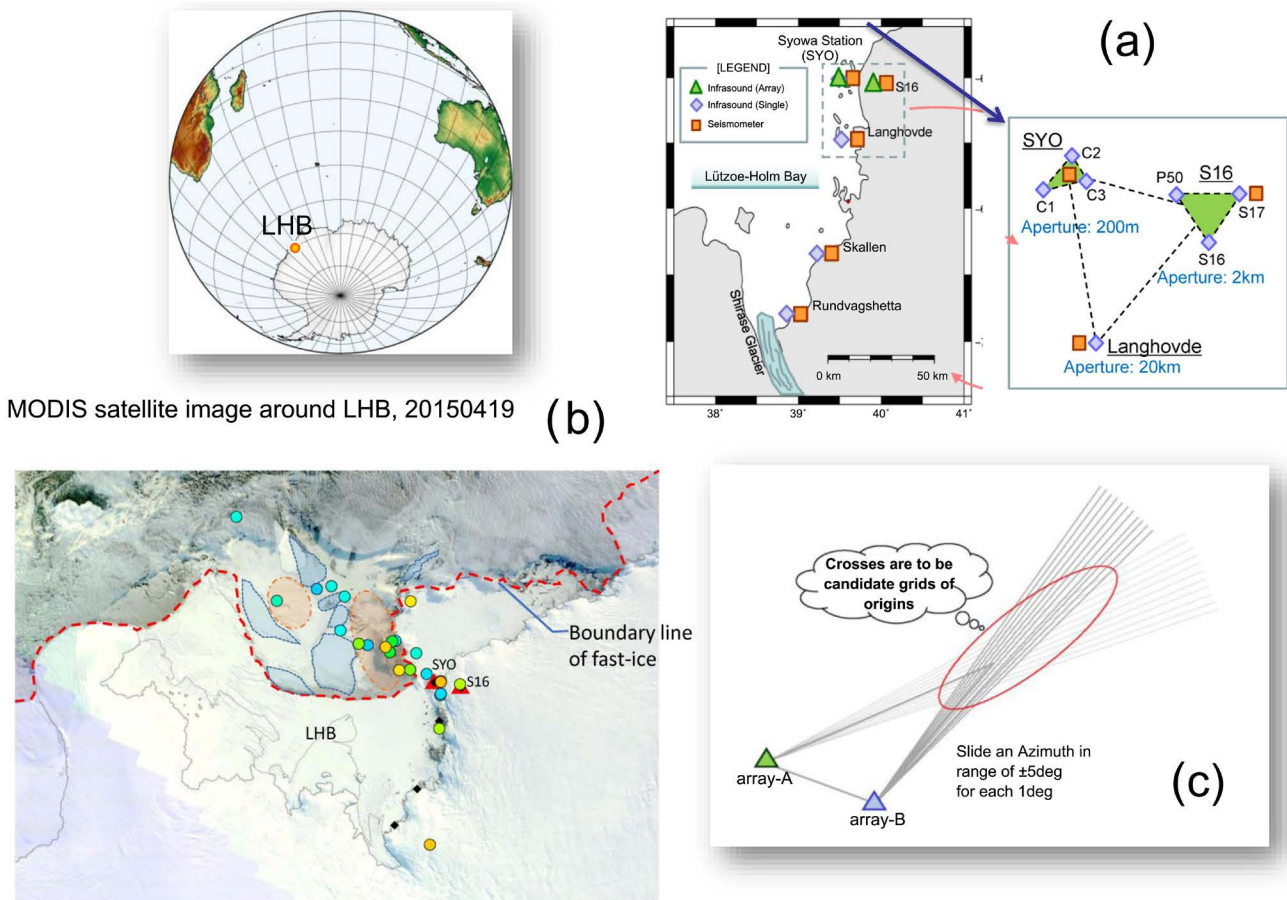 LHB
MODIS satellite image around LHB, 20150419
(a)
Syowa Station
(SYO)
[LEGEND]
Infrasound (Array)
Infrasound (Single)
Seismometer
S16
Langhovde
Lützoe-Holm Bay
Skallen
Rundvagshetta
Shirase Glacier
0 km
50 km
38˚
39˚
40˚
41˚
SYO
C2
C1
C3
P50
S16
S17
S16
Aperture: 200m
Aperture: 2km
Langhovde
Aperture: 20km
(b)
Boundary line
of fast-ice
SYO
S16
LHB
Crosses are to be
candidate grids of
origins
array-A
array-B
Slide an Azimuth in
range of ±5deg
for each 1deg
(c)